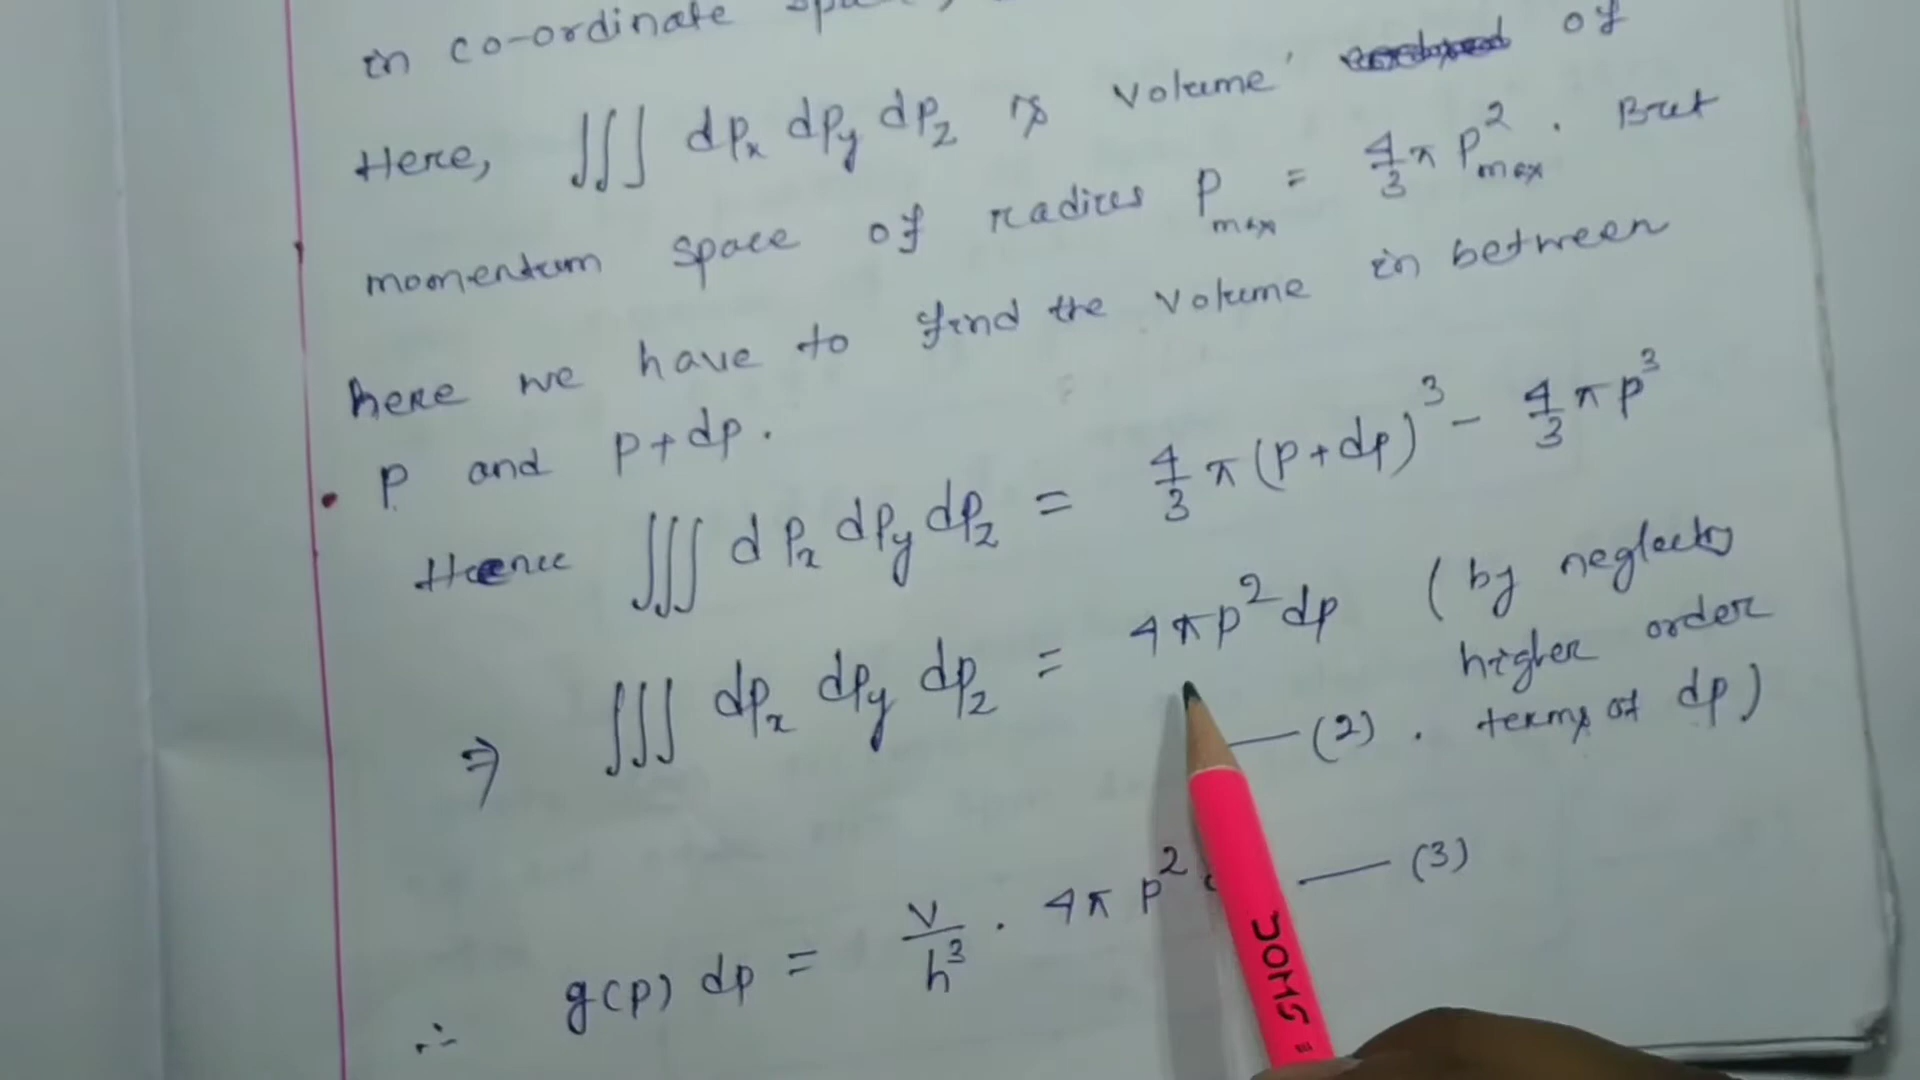 in co-ordinate
Here, ∭ dpx dpy dpz is volume of
momentum space of radius Pmax = 4/3 π P²max . But
here we have to find the volume in between
p and p+dp.
Hence ∭ dPx dPy dPz = 4/3 π (p+dp)³ - 4/3 π p³
⇒ ∭ dpx dpy dpz = 4πp²dp (by neglecting
higher order
—(2) . terms of dp)
∴ g(p) dp = V/h³ . 4π p² —(3)
DOMS